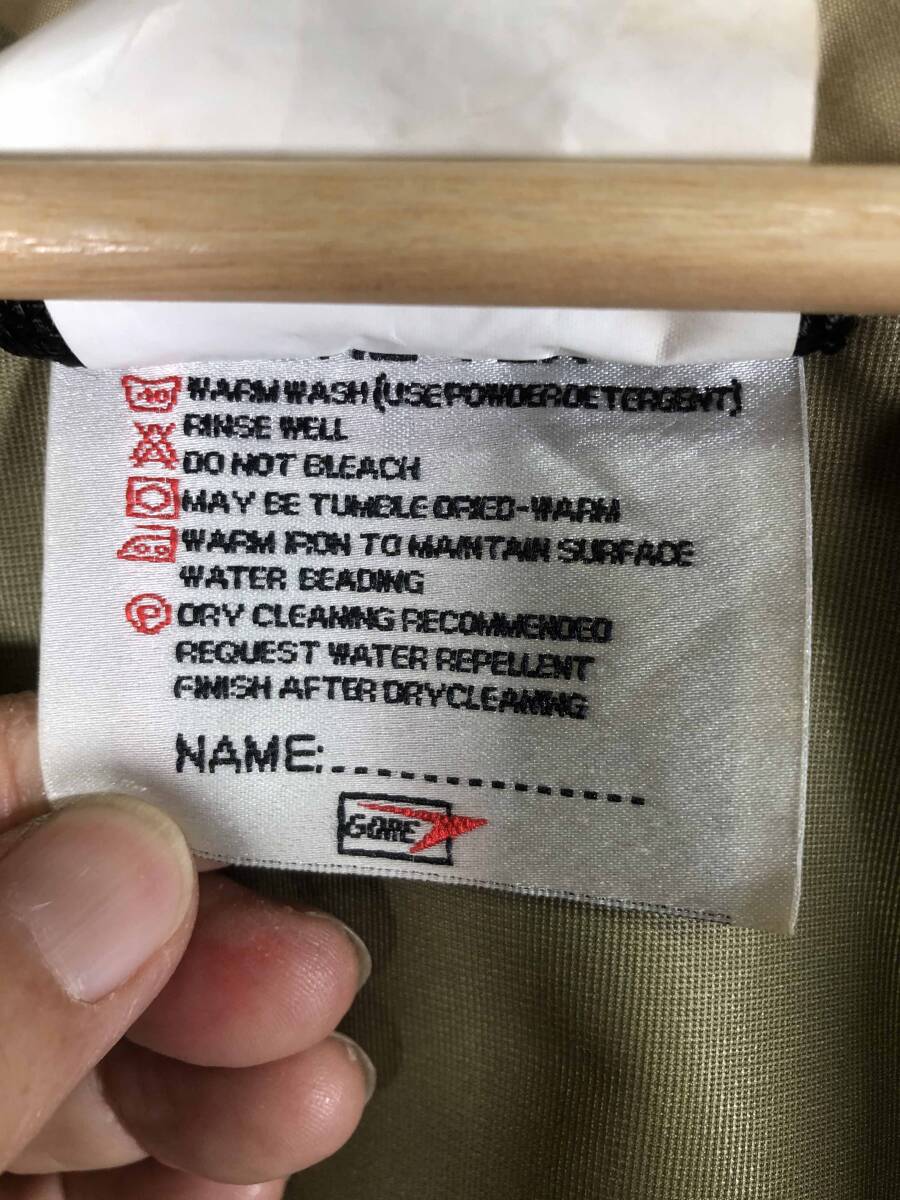 40 WARM WASH (USE POWDER DETERGENT)
RINSE WELL
DO NOT BLEACH
MAY BE TUMBLE DRIED-WARM
WARM IRON TO MAINTAIN SURFACE
WATER BEADING
P DRY CLEANING RECOMMENDED
REQUEST WATER REPELLENT
FINISH AFTER DRYCLEANING
NAME:...............
GORE